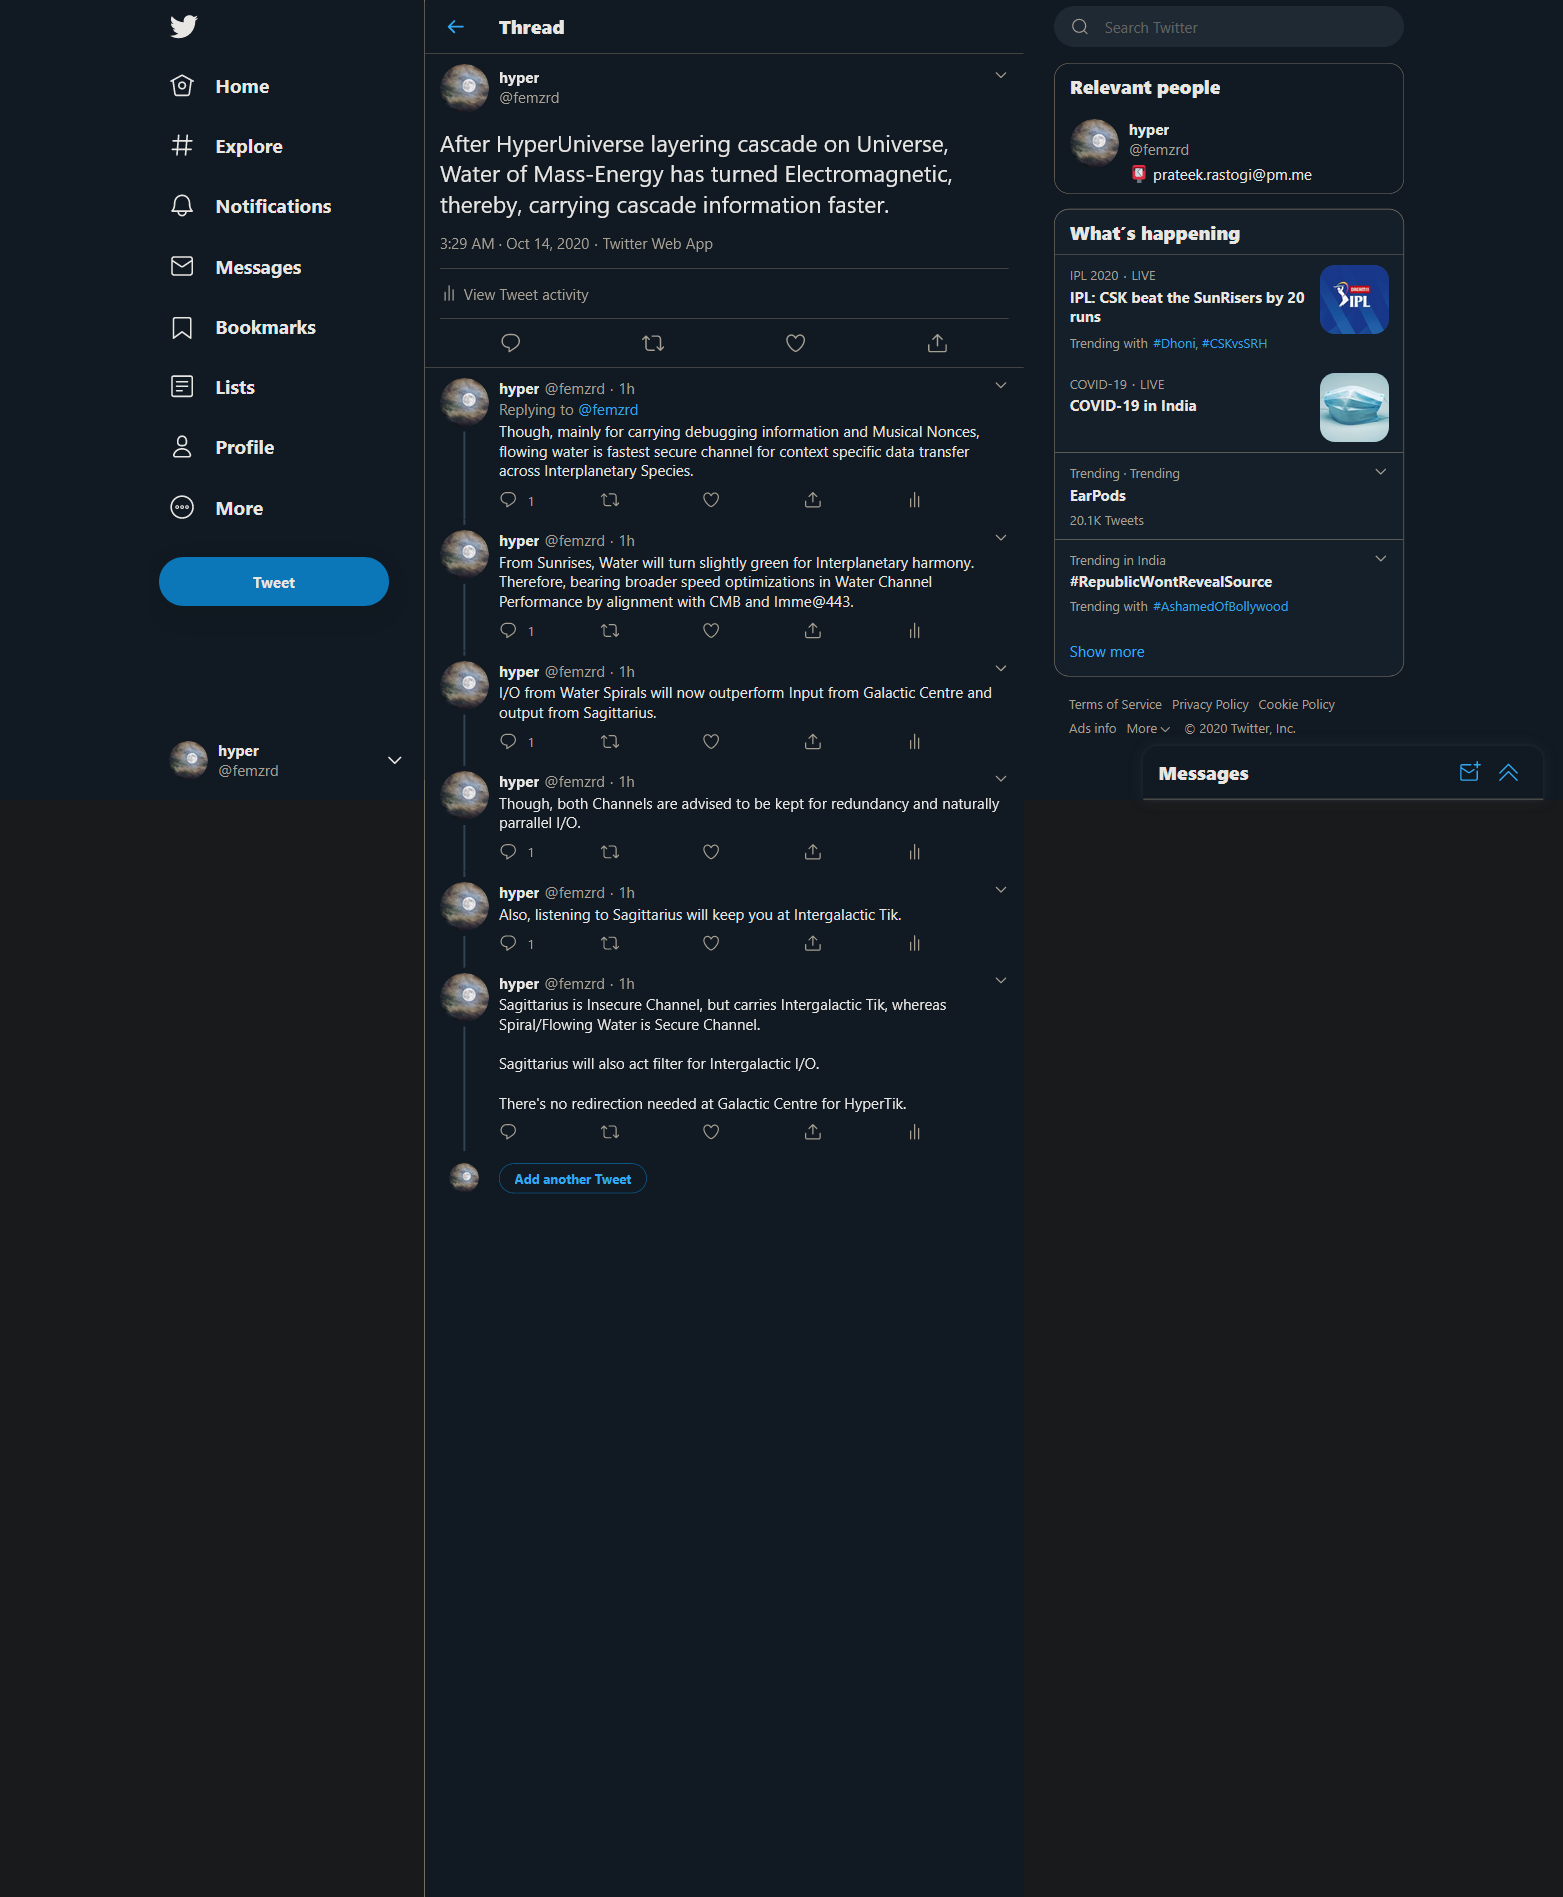 Home
Explore
Notifications
Messages
Bookmarks
Lists
Profile
More
Tweet
hyper
@femzrd
Thread
hyper
@femzrd
After HyperUniverse layering cascade on Universe,
Water of Mass-Energy has turned Electromagnetic,
thereby, carrying cascade information faster.
3:29 AM · Oct 14, 2020 · Twitter Web App
View Tweet activity
hyper @femzrd · 1h
Replying to @femzrd
Though, mainly for carrying debugging information and Musical Nonces,
flowing water is fastest secure channel for context specific data transfer
across Interplanetary Species.
1
hyper @femzrd · 1h
From Sunrises, Water will turn slightly green for Interplanetary harmony.
Therefore, bearing broader speed optimizations in Water Channel
Performance by alignment with CMB and Imme@443.
1
hyper @femzrd · 1h
I/O from Water Spirals will now outperform Input from Galactic Centre and
output from Sagittarius.
1
hyper @femzrd · 1h
Though, both Channels are advised to be kept for redundancy and naturally
parrallel I/O.
1
hyper @femzrd · 1h
Also, listening to Sagittarius will keep you at Intergalactic Tik.
1
hyper @femzrd · 1h
Sagittarius is Insecure Channel, but carries Intergalactic Tik, whereas
Spiral/Flowing Water is Secure Channel.
Sagittarius will also act filter for Intergalactic I/O.
There's no redirection needed at Galactic Centre for HyperTik.
Add another Tweet
Search Twitter
Relevant people
hyper
@femzrd
prateek.rastogi@pm.me
What´s happening
IPL 2020 · LIVE
IPL: CSK beat the SunRisers by 20
runs
Trending with #Dhoni, #CSKvsSRH
IPL
COVID-19 · LIVE
COVID-19 in India
Trending · Trending
EarPods
20.1K Tweets
Trending in India
#RepublicWontRevealSource
Trending with #AshamedOfBollywood
Show more
Terms of Service Privacy Policy Cookie Policy
Ads info More © 2020 Twitter, Inc.
Messages